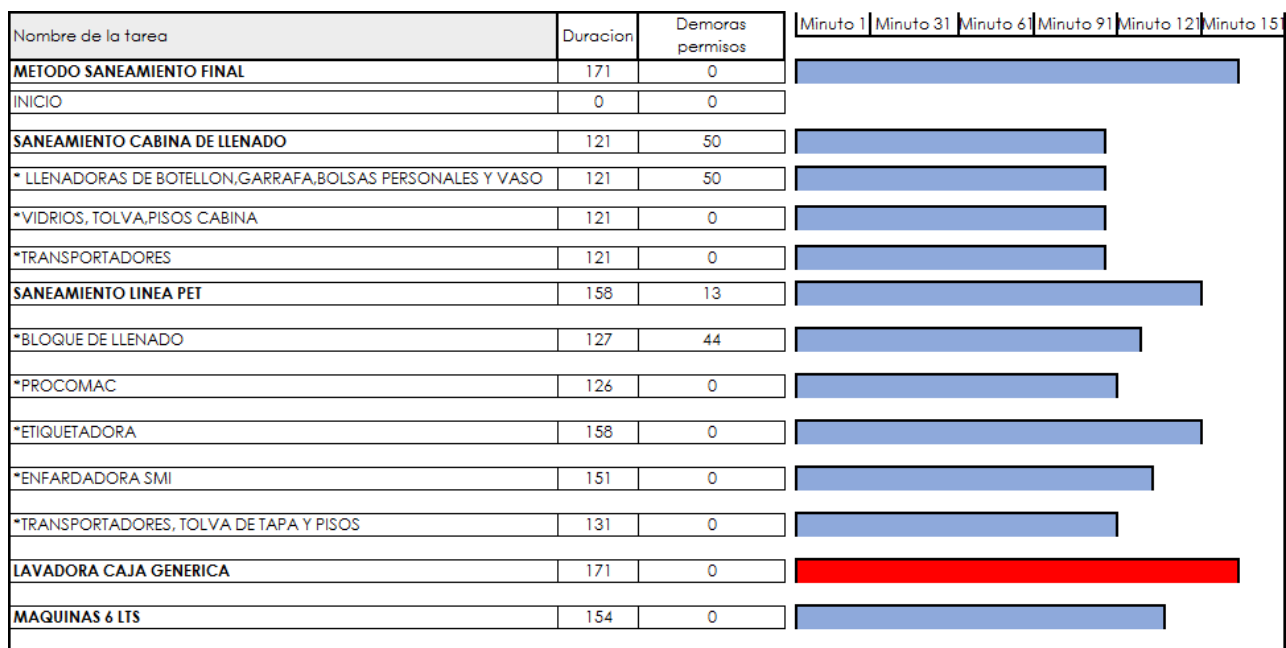 Nombre de la tarea Duracion Demoras permisos Minuto 1 Minuto 31 Minuto 61 Minuto 91 Minuto 121 Minuto 151
METODO SANEAMIENTO FINAL 171 0
INICIO 0 0
SANEAMIENTO CABINA DE LLENADO 121 50
* LLENADORAS DE BOTELLON,GARRAFA,BOLSAS PERSONALES Y VASO 121 50
*VIDRIOS, TOLVA,PISOS CABINA 121 0
*TRANSPORTADORES 121 0
SANEAMIENTO LINEA PET 158 13
*BLOQUE DE LLENADO 127 44
*PROCOMAC 126 0
*ETIQUETADORA 158 0
*ENFARDADORA SMI 151 0
*TRANSPORTADORES, TOLVA DE TAPA Y PISOS 131 0
LAVADORA CAJA GENERICA 171 0
MAQUINAS 6 LTS 154 0